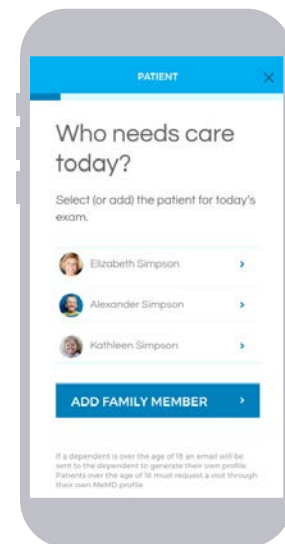 PATIENT
Who needs care
today?
Select (or add) the patient for today's
exam.
Elizabeth Simpson
Alexander Simpson
Kathleen Simpson
ADD FAMILY MEMBER
If a dependent is over the age of 18 an email will be
sent to the dependent to generate their own profile.
Patients over the age of 18 must request a visit through
their own MeMD profile